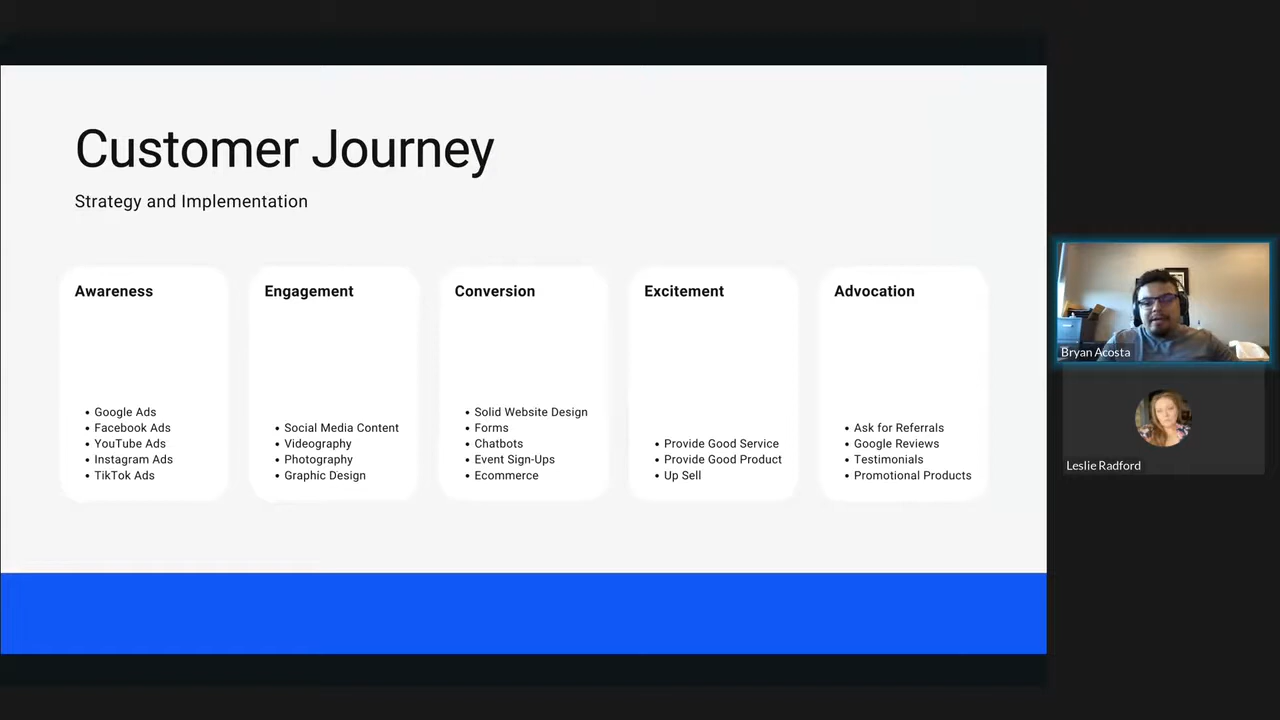 Customer Journey
Strategy and Implementation
Awareness
• Google Ads
• Facebook Ads
• YouTube Ads
• Instagram Ads
• TikTok Ads
Engagement
• Social Media Content
• Videography
• Photography
• Graphic Design
Conversion
• Solid Website Design
• Forms
• Chatbots
• Event Sign-Ups
• Ecommerce
Excitement
• Provide Good Service
• Provide Good Product
• Up Sell
Advocation
• Ask for Referrals
• Google Reviews
• Testimonials
• Promotional Products
Bryan Acosta
Leslie Radford